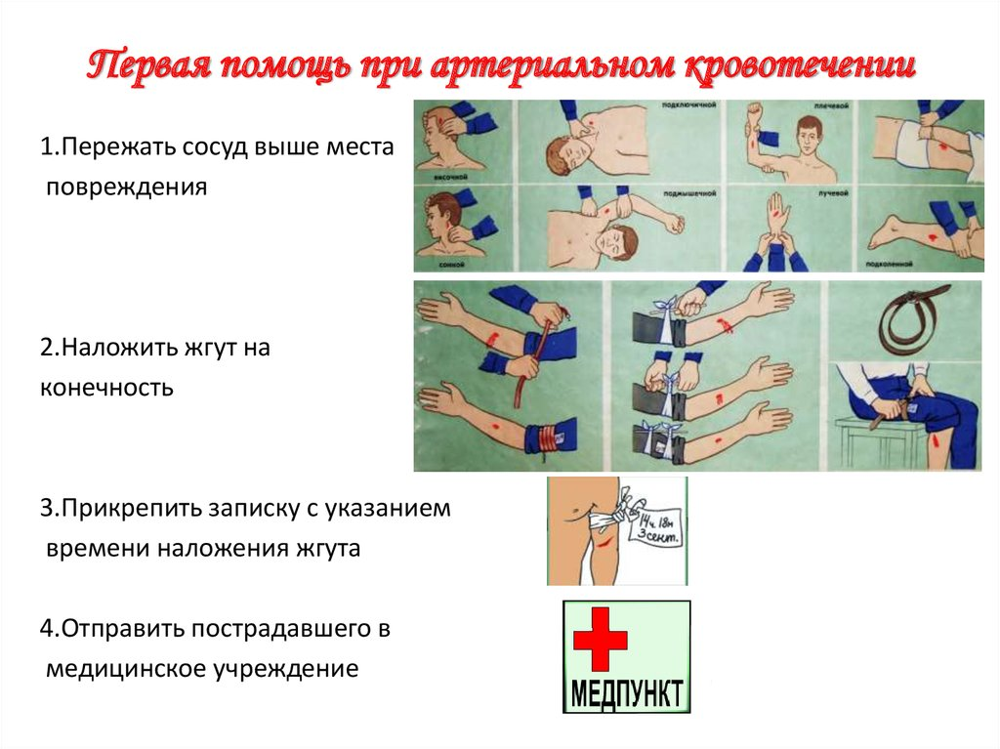 Первая помощь при артериальном кровотечении
1.Пережать сосуд выше места
повреждения
височной
подключичной
плечевой
сонной
подмышечной
лучевой
подколенной
2.Наложить жгут на
конечность
3.Прикрепить записку с указанием
времени наложения жгута
14ч. 18м
3 сент.
4.Отправить пострадавшего в
медицинское учреждение
МЕДПУНКТ